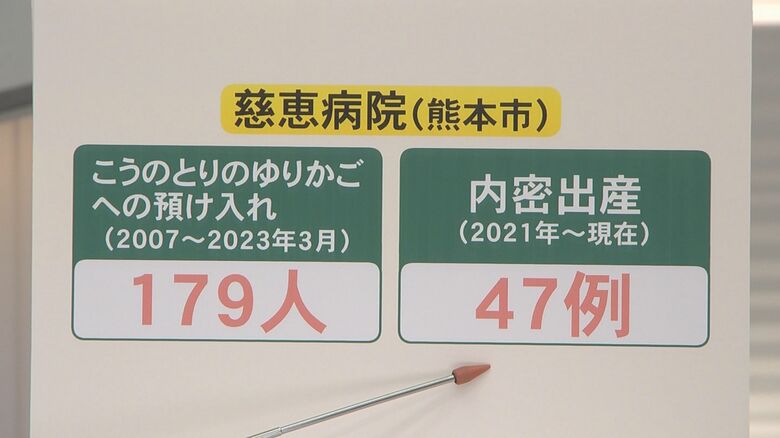 慈恵病院(熊本市)
こうのとりのゆりかご
への預け入れ
(2007～2023年3月)
179人
内密出産
(2021年～現在)
47例